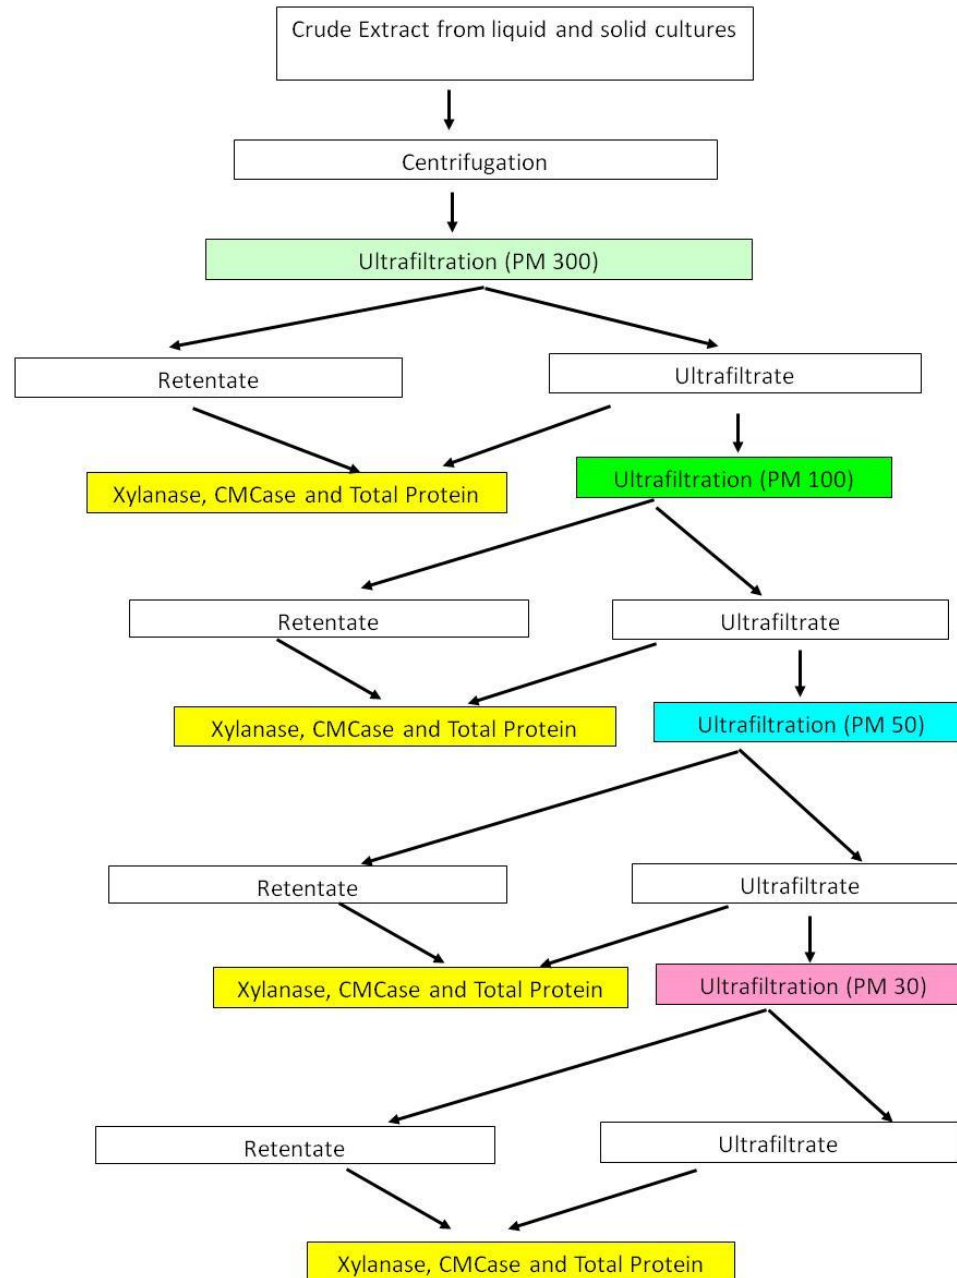 Crude Extract from liquid and solid cultures
Centrifugation
Ultrafiltration (PM 300)
Retentate
Ultrafiltrate
Xylanase, CMCase and Total Protein
Ultrafiltration (PM 100)
Retentate
Ultrafiltrate
Xylanase, CMCase and Total Protein
Ultrafiltration (PM 50)
Retentate
Ultrafiltrate
Xylanase, CMCase and Total Protein
Ultrafiltration (PM 30)
Retentate
Ultrafiltrate
Xylanase, CMCase and Total Protein